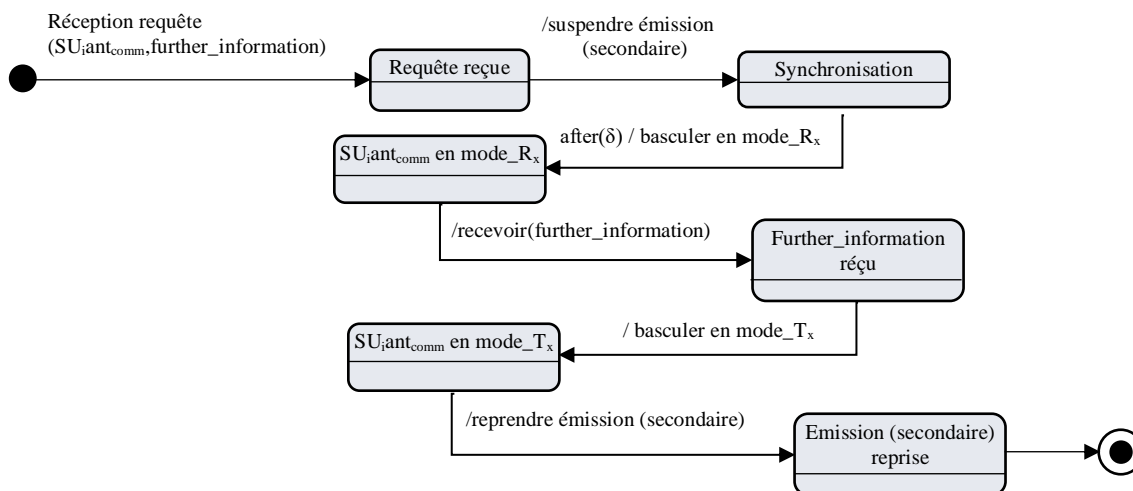 Réception requête
(SUᵢantcomm,further_information)
/suspendre émission
(secondaire)
Requête reçue
Synchronisation
after(δ) / basculer en mode_Rₓ
SUᵢantcomm en mode_Rₓ
/recevoir(further_information)
Further_information
réçu
/ basculer en mode_Tₓ
SUᵢantcomm en mode_Tₓ
/reprendre émission (secondaire)
Emission (secondaire)
reprise